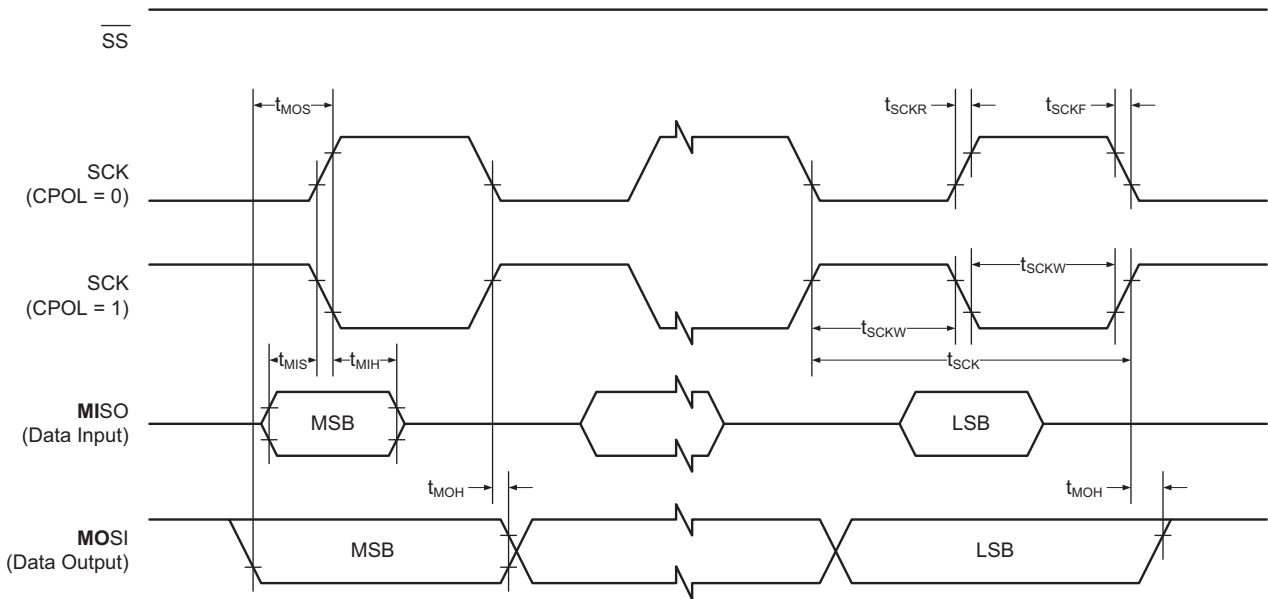 SS
tMOS
tSCKR
tSCKF
SCK
(CPOL = 0)
SCK
(CPOL = 1)
tSCKW
tSCKW
tSCK
tMIS
tMIH
MISO
(Data Input)
MSB
LSB
tMOH
tMOH
MOSI
(Data Output)
MSB
LSB